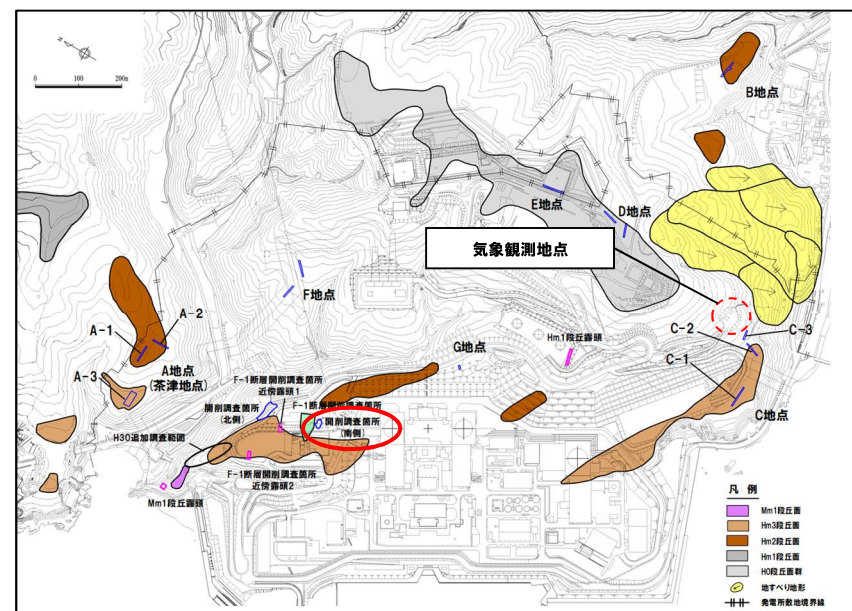 N
0 100 200m
B地点
E地点
D地点
気象観測地点
F地点
A-1
A-2
C-2
C-3
Hm1段丘露頭
G地点
C-1
A-3
A地点
(茶津地点)
F-1断層開削調査箇所
近傍露頭1
F-1断層開削調査箇所
開削調査箇所
(北側)
開削調査箇所
(南側)
C地点
H30追加調査範囲
F-1断層開削調査箇所
近傍露頭2
Mm1段丘露頭
凡 例
Mm1段丘面
Hm3段丘面
Hm2段丘面
Hm1段丘面
H0段丘面群
地すべり地形
発電所敷地境界線